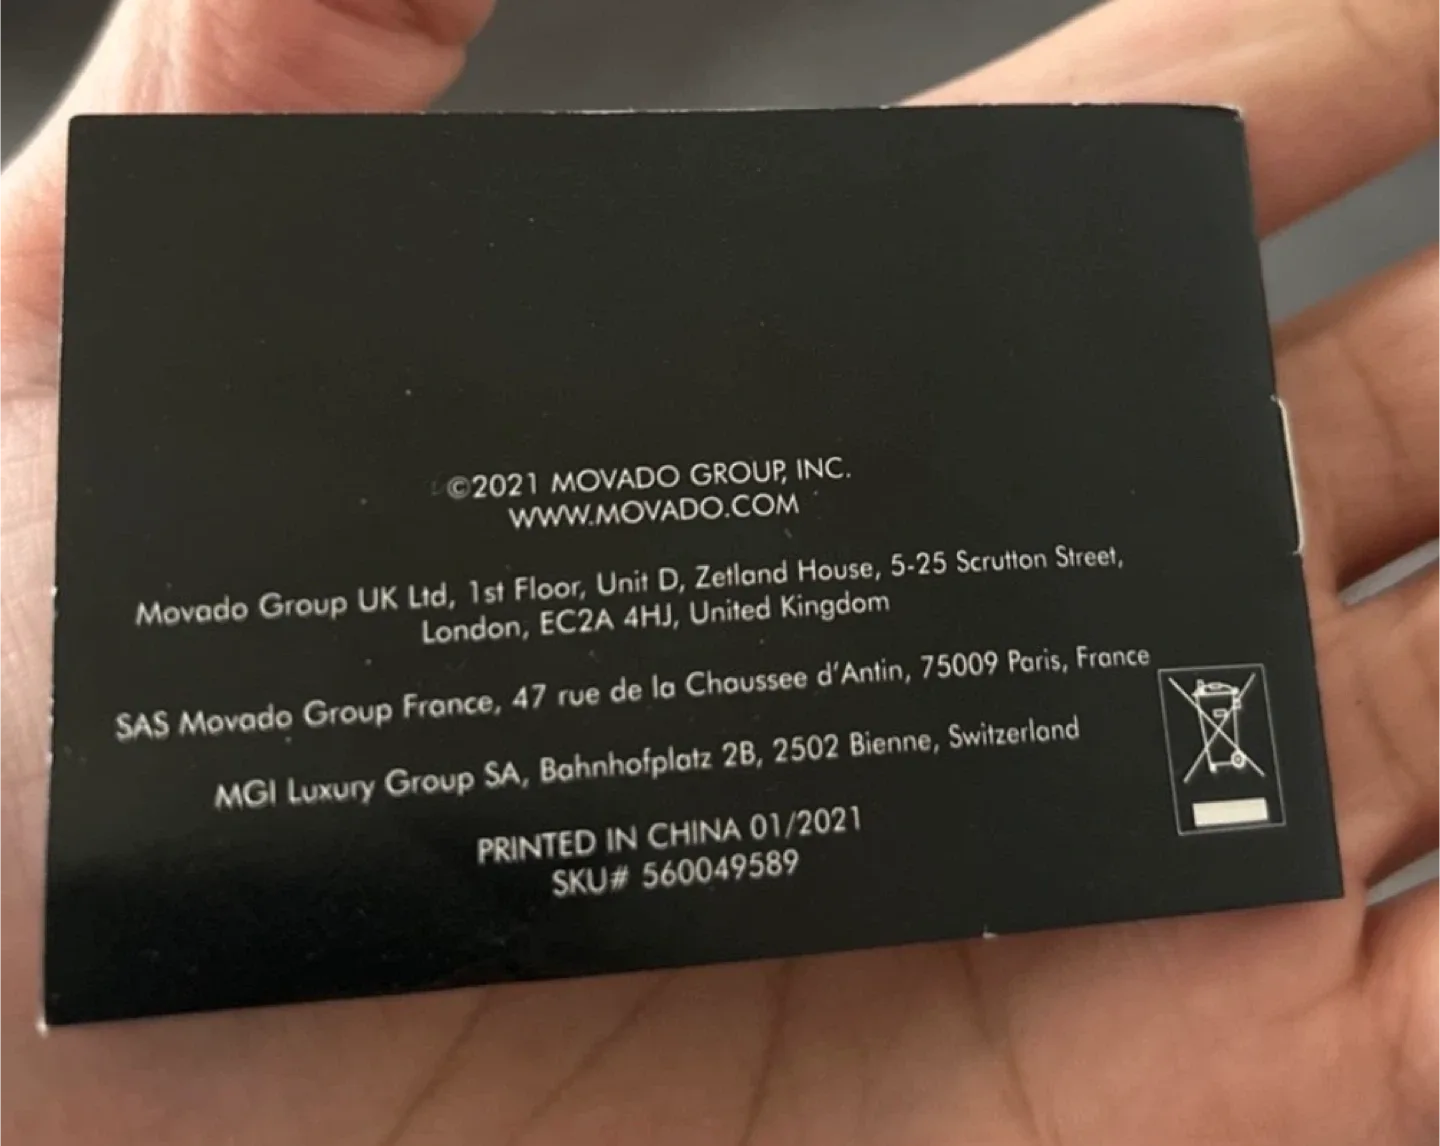 ©2021 MOVADO GROUP, INC.
WWW.MOVADO.COM
Movado Group UK Ltd, 1st Floor, Unit D, Zetland House, 5-25 Scrutton Street,
London, EC2A 4HJ, United Kingdom
SAS Movado Group France, 47 rue de la Chaussee d'Antin, 75009 Paris, France
MGI Luxury Group SA, Bahnhofplatz 2B, 2502 Bienne, Switzerland
PRINTED IN CHINA 01/2021
SKU# 560049589